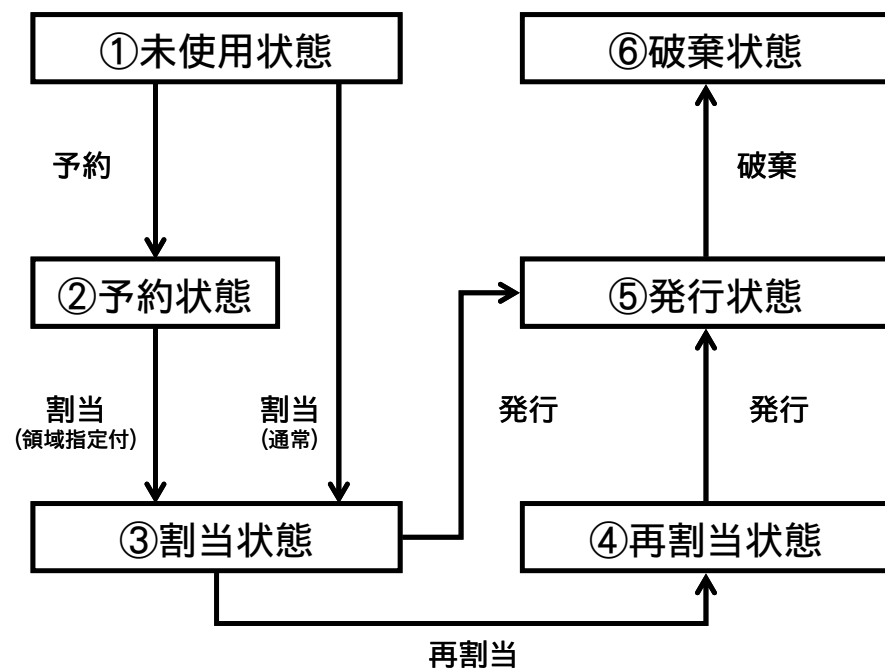 ①未使用状態
⑥破棄状態
予約
破棄
②予約状態
⑤発行状態
割当
(領域指定付)
割当
(通常)
発行
発行
③割当状態
④再割当状態
再割当